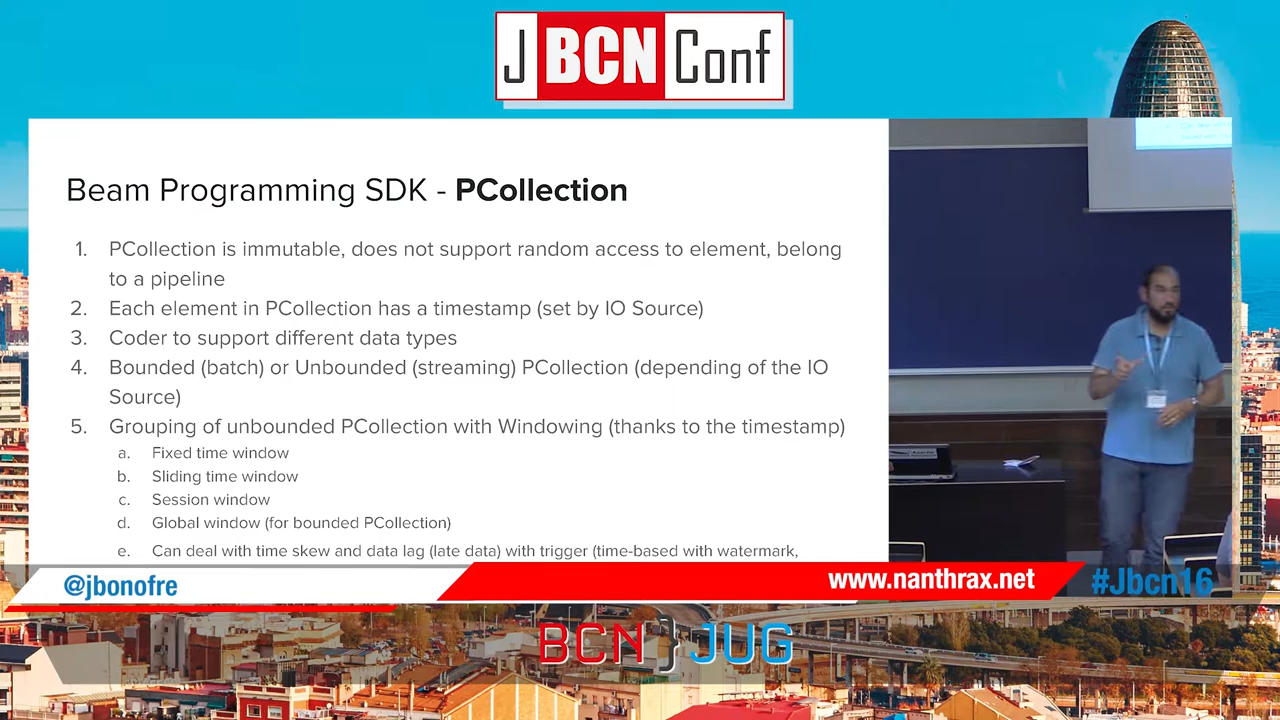 J BCN Conf
Beam Programming SDK - PCollection
1. PCollection is immutable, does not support random access to element, belong
to a pipeline
2. Each element in PCollection has a timestamp (set by IO Source)
3. Coder to support different data types
4. Bounded (batch) or Unbounded (streaming) PCollection (depending of the IO
Source)
5. Grouping of unbounded PCollection with Windowing (thanks to the timestamp)
a. Fixed time window
b. Sliding time window
c. Session window
d. Global window (for bounded PCollection)
e. Can deal with time skew and data lag (late data) with trigger (time-based with watermark,
@jbonofre
www.nanthrax.net
#Jbcn16
BCN JUG